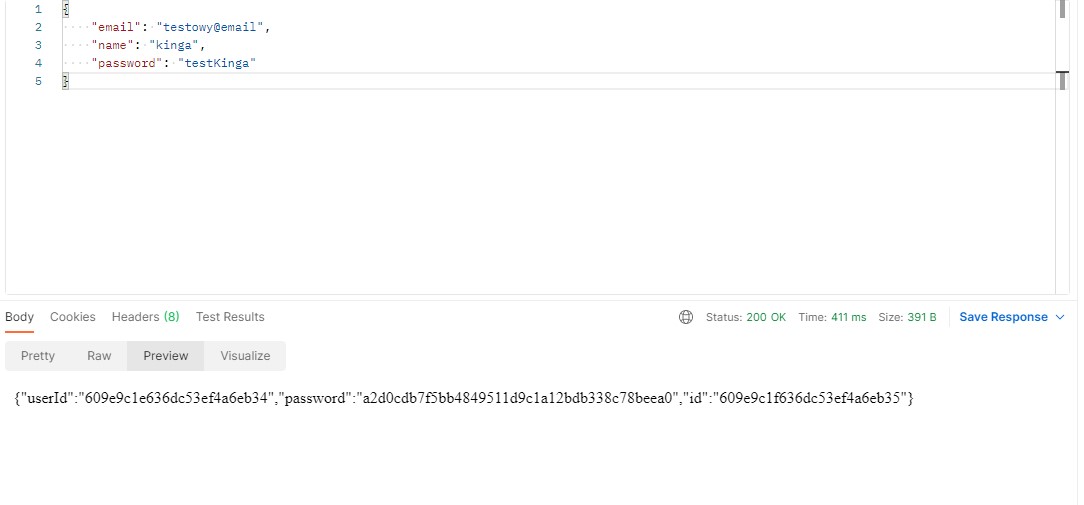 1 {
2 "email": "testowy@email",
3 "name": "kinga",
4 "password": "testKinga"
5 }
Body Cookies Headers (8) Test Results Status: 200 OK Time: 411 ms Size: 391 B Save Response
Pretty Raw Preview Visualize
{"userId":"609e9c1e636dc53ef4a6eb34","password":"a2d0cdb7f5bb4849511d9c1a12bdb338c78beea0","id":"609e9c1f636dc53ef4a6eb35"}